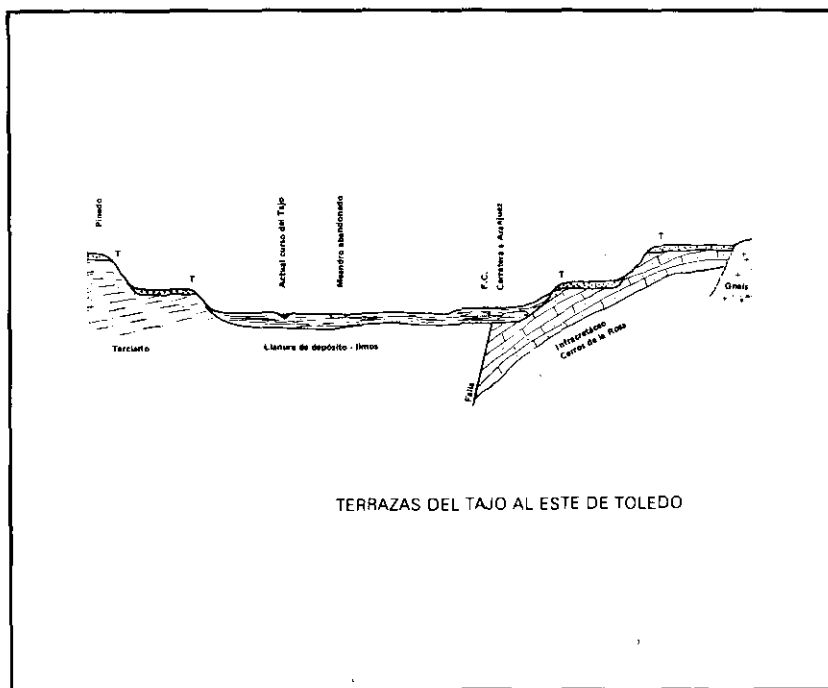 Pinedo
T
T
Actual curso del Tajo
Meandro abandonado
F.C.
Carretera a Aranjuez
T
T
Gneis
Terciario
Llanura de depósito - limos
Falla
Infracretáceo
Cerros de la Rosa
TERRAZAS DEL TAJO AL ESTE DE TOLEDO